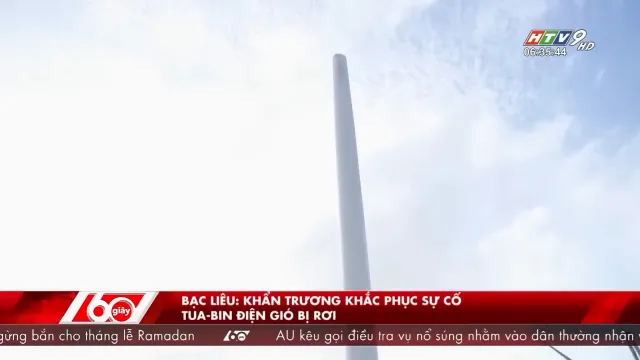 HTV9 HD
06:35:44
60 giây
BẠC LIÊU: KHẨN TRƯƠNG KHẮC PHỤC SỰ CỐ
TUA-BIN ĐIỆN GIÓ BỊ RƠI
gừng bắn cho tháng lễ Ramadan 60 AU kêu gọi điều tra vụ nổ súng nhằm vào dân thường nhận